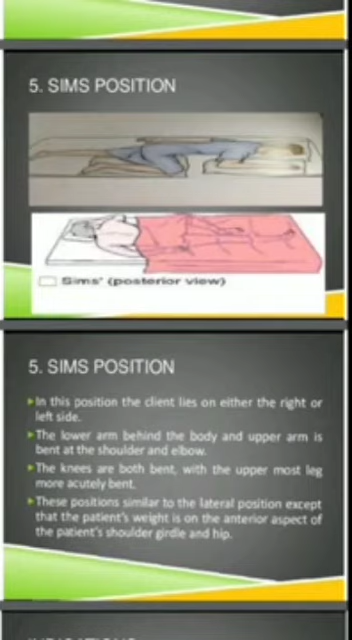 5. SIMS POSITION
Sims' (posterior view)
5. SIMS POSITION
In this position the client lies on either the right or
left side.
The lower arm behind the body and upper arm is
bent at the shoulder and elbow.
The knees are both bent, with the upper most leg
more acutely bent.
These positions similar to the lateral position except
that the patient's weight is on the anterior aspect of
the patient's shoulder girdle and hip.